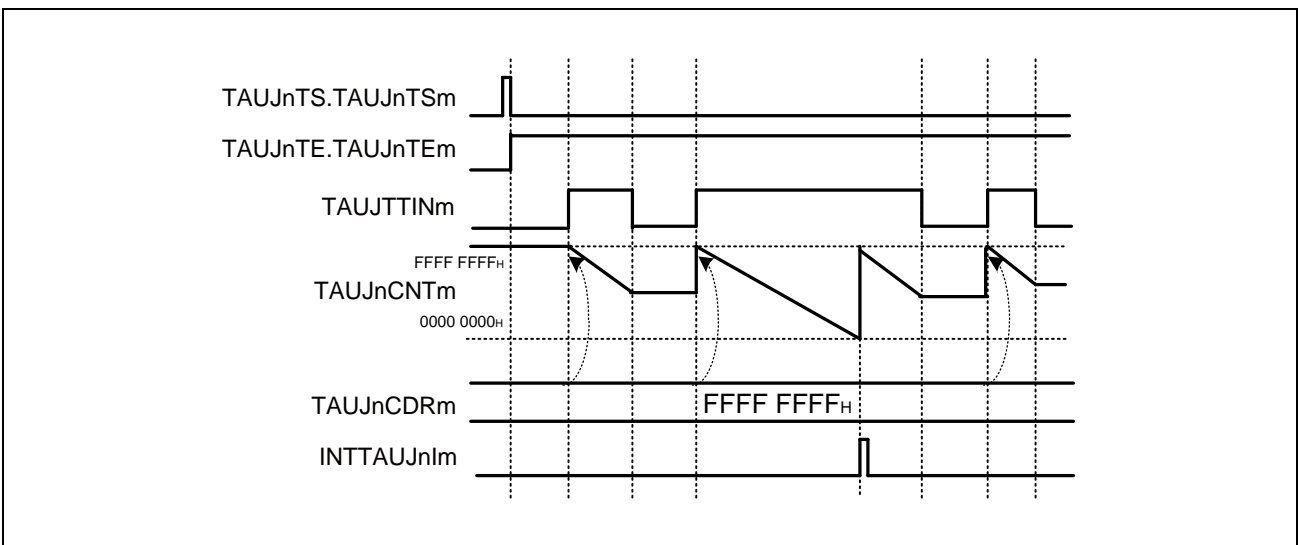 TAUJnTS.TAUJnTSm
TAUJnTE.TAUJnTEm
TAUJTTINm
FFFF FFFFH
TAUJnCNTm
0000 0000H
TAUJnCDRm
FFFF FFFFH
INTTAUJnIm